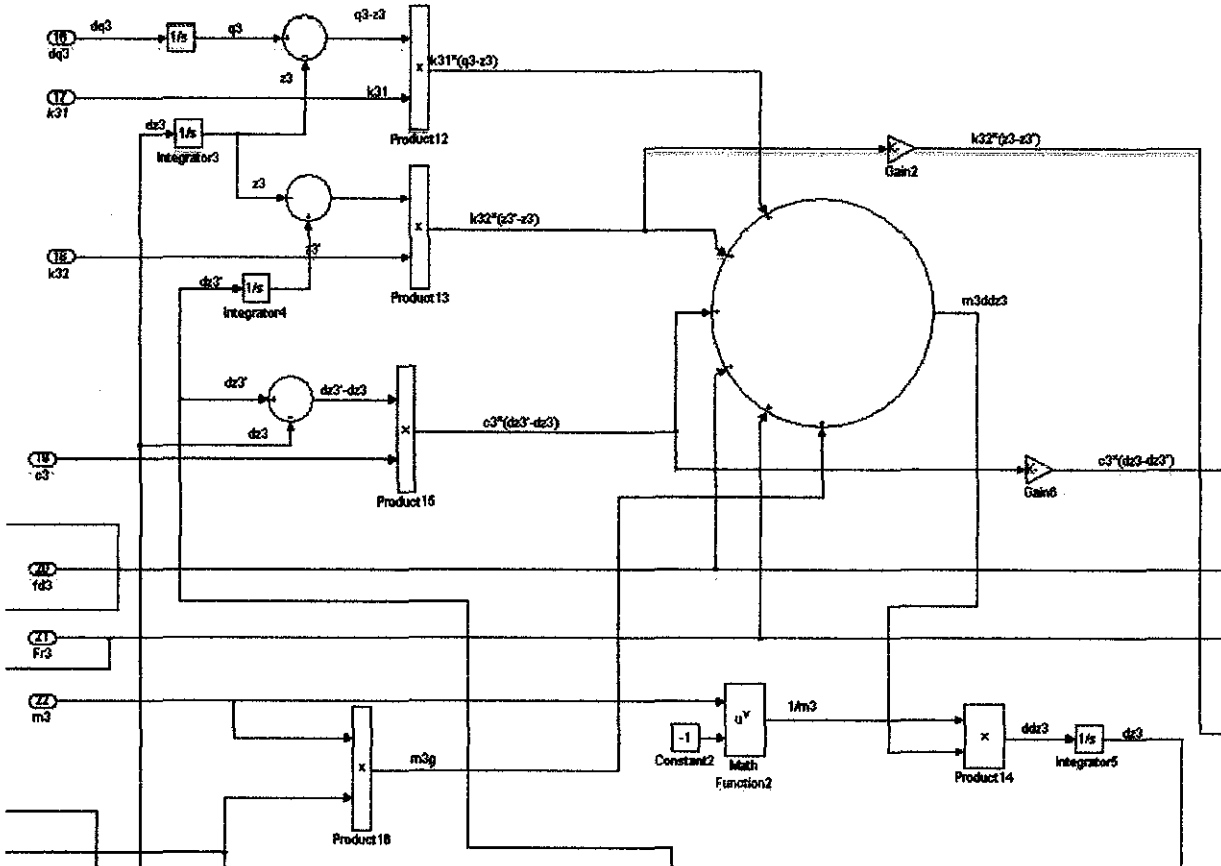 dq3
q3
q3-z3
16
1/s
dq3
z3
k31*(q3-z3)
x
17
k31
k31
dz3
1/s
Product12
Integrator3
k32*(z3-z3')
Gain2
z3
k32*(z3'-z3)
x
18
z3'
k32
dz3'
1/s
Product13
Integrator4
m3ddz3
dz3'
dz3'-dz3
dz3
c3*(dz3'-dz3)
x
19
c3
c3*(dz3-dz3')
Product15
Gain6
20
fd3
21
Fr3
22
m3
1/m3
u^v
-1
ddz3
1/s
dz3
x
m3g
x
Constant2
Math
Function2
Product14
Integrator5
Product16